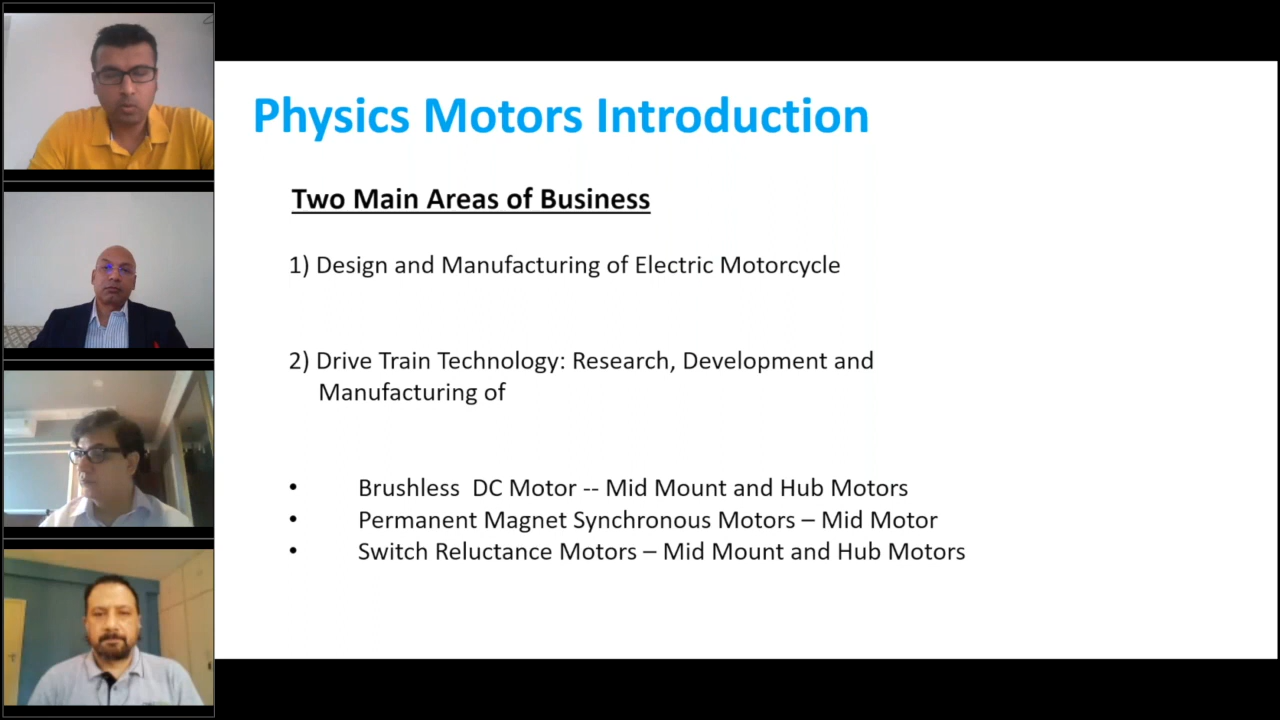 Physics Motors Introduction
Two Main Areas of Business
1) Design and Manufacturing of Electric Motorcycle
2) Drive Train Technology: Research, Development and
Manufacturing of
• Brushless DC Motor -- Mid Mount and Hub Motors
• Permanent Magnet Synchronous Motors – Mid Motor
• Switch Reluctance Motors – Mid Mount and Hub Motors